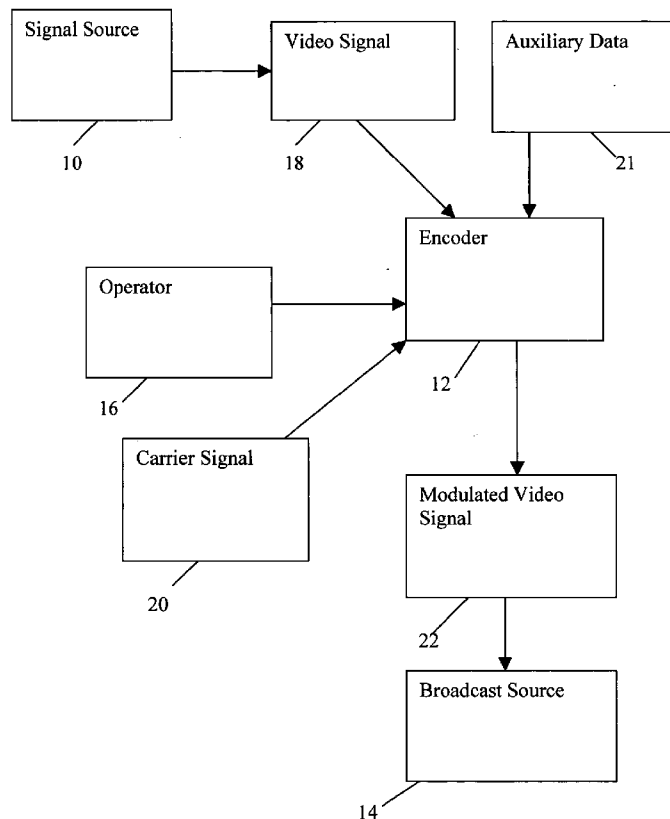 Signal Source
Video Signal
Auxiliary Data
10
18
21
Encoder
Operator
12
16
Carrier Signal
Modulated Video
Signal
20
22
Broadcast Source
14